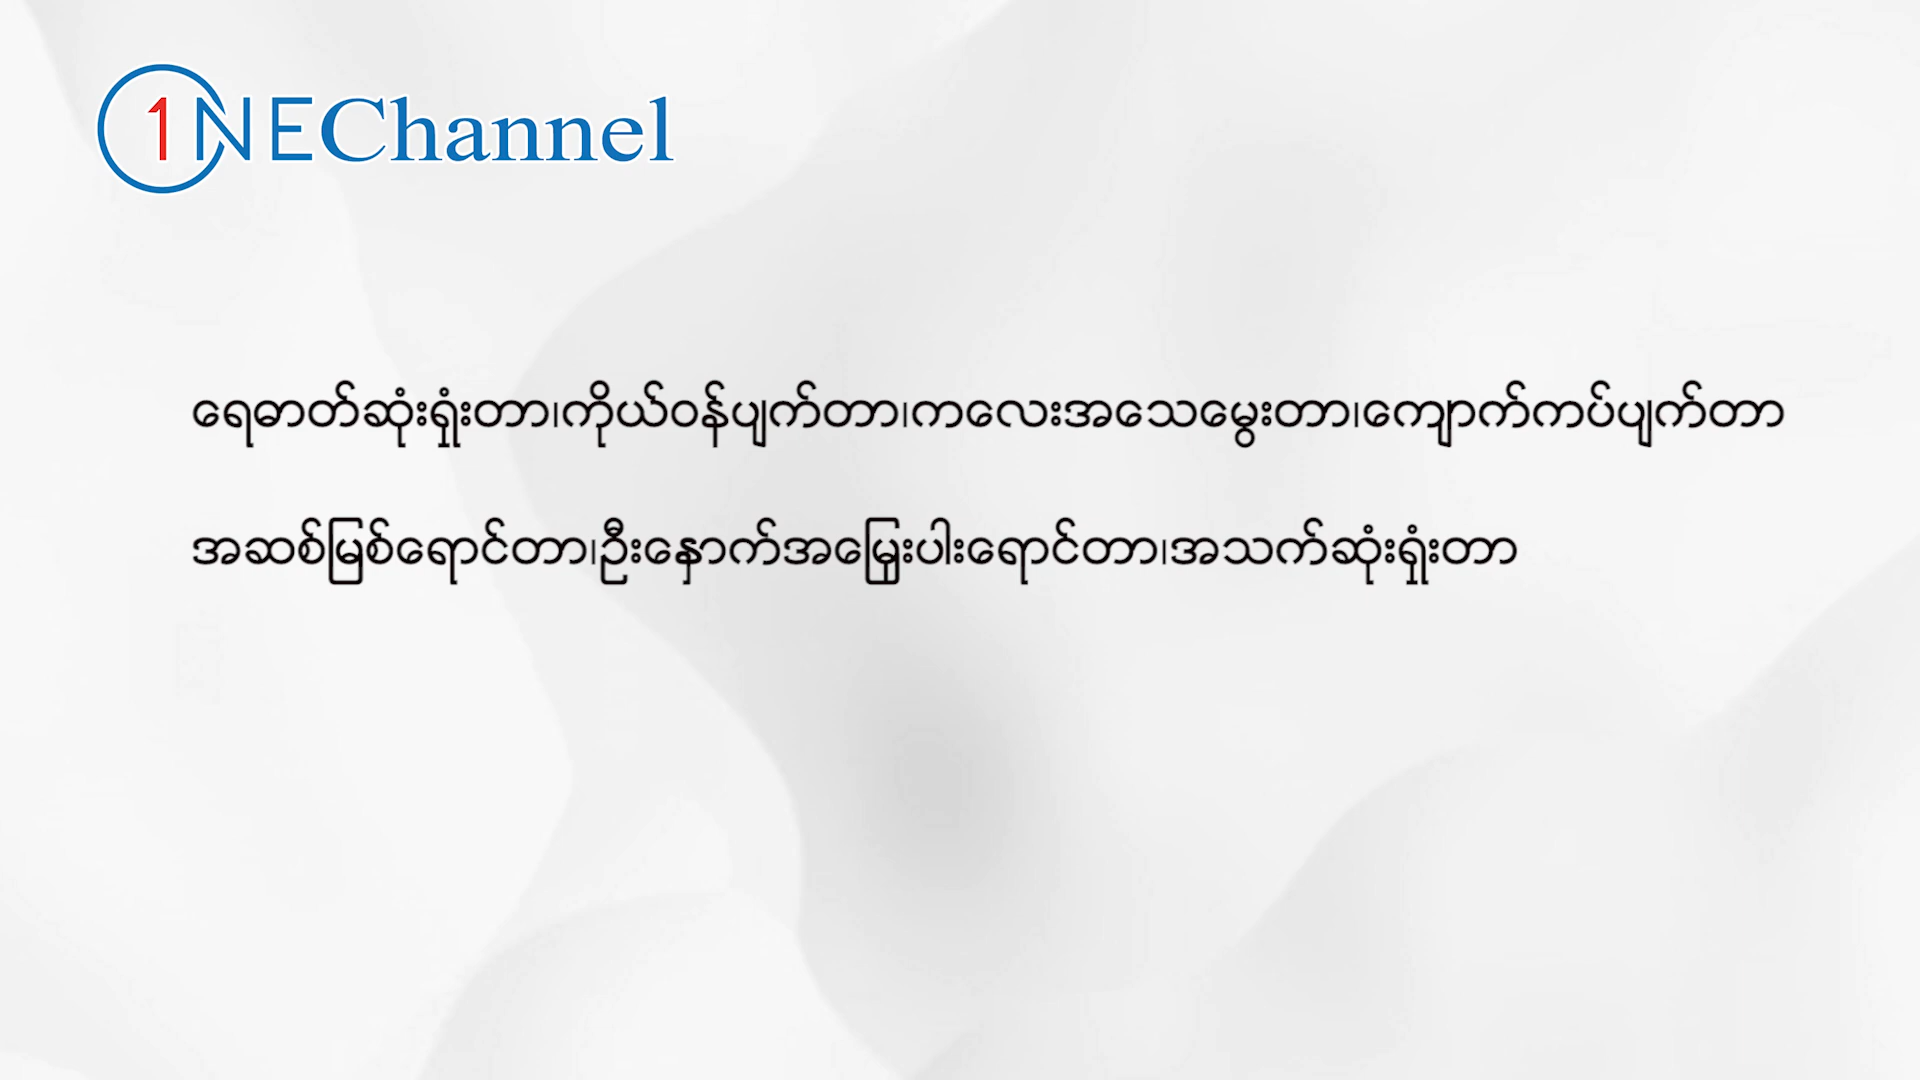 1NEChannel
ရေဓာတ်ဆုံးရှုံးတာ၊ကိုယ်ဝန်ပျက်တာ၊ကလေးအသေမွေးတာ၊ကျောက်ကပ်ပျက်တာ
အဆစ်မြစ်ရောင်တာ၊ဦးနှောက်အမြှေးပါးရောင်တာ၊အသက်ဆုံးရှုံးတာ